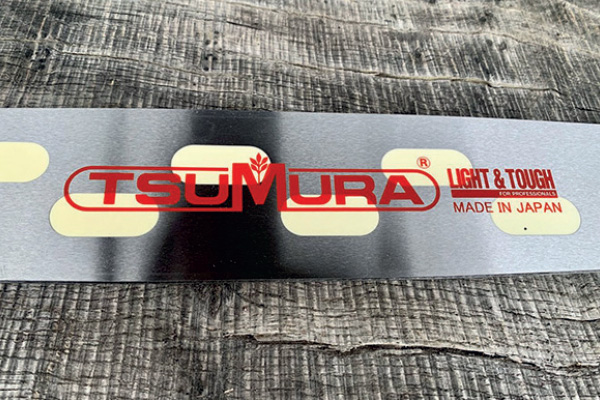 TSUMURA®
LIGHT & TOUGH
FOR PROFESSIONALS
MADE IN JAPAN